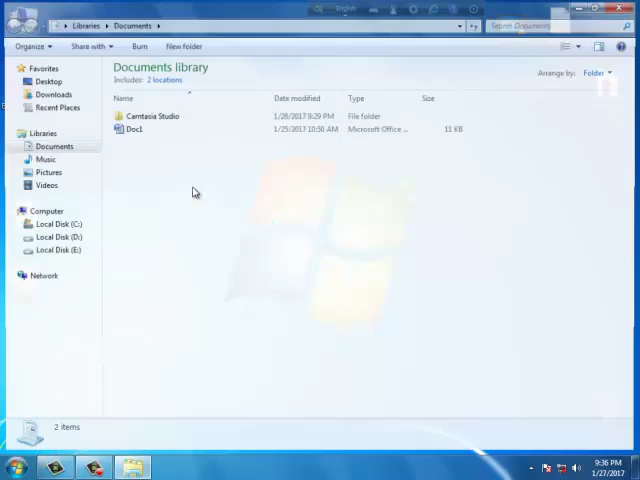 English
Libraries Documents
Search Documents
Organize Share with Burn New folder
Favorites
Desktop
Downloads
Recent Places
Libraries
Documents
Music
Pictures
Videos
Computer
Local Disk (C:)
Local Disk (D:)
Local Disk (E:)
Network
Documents library
Includes: 2 locations
Arrange by: Folder
Name Date modified Type Size
Camtasia Studio 1/26/2017 9:29 PM File folder
Doc1 1/25/2017 10:50 AM Microsoft Office ... 11 KB
2 items
9:36 PM
1/27/2017